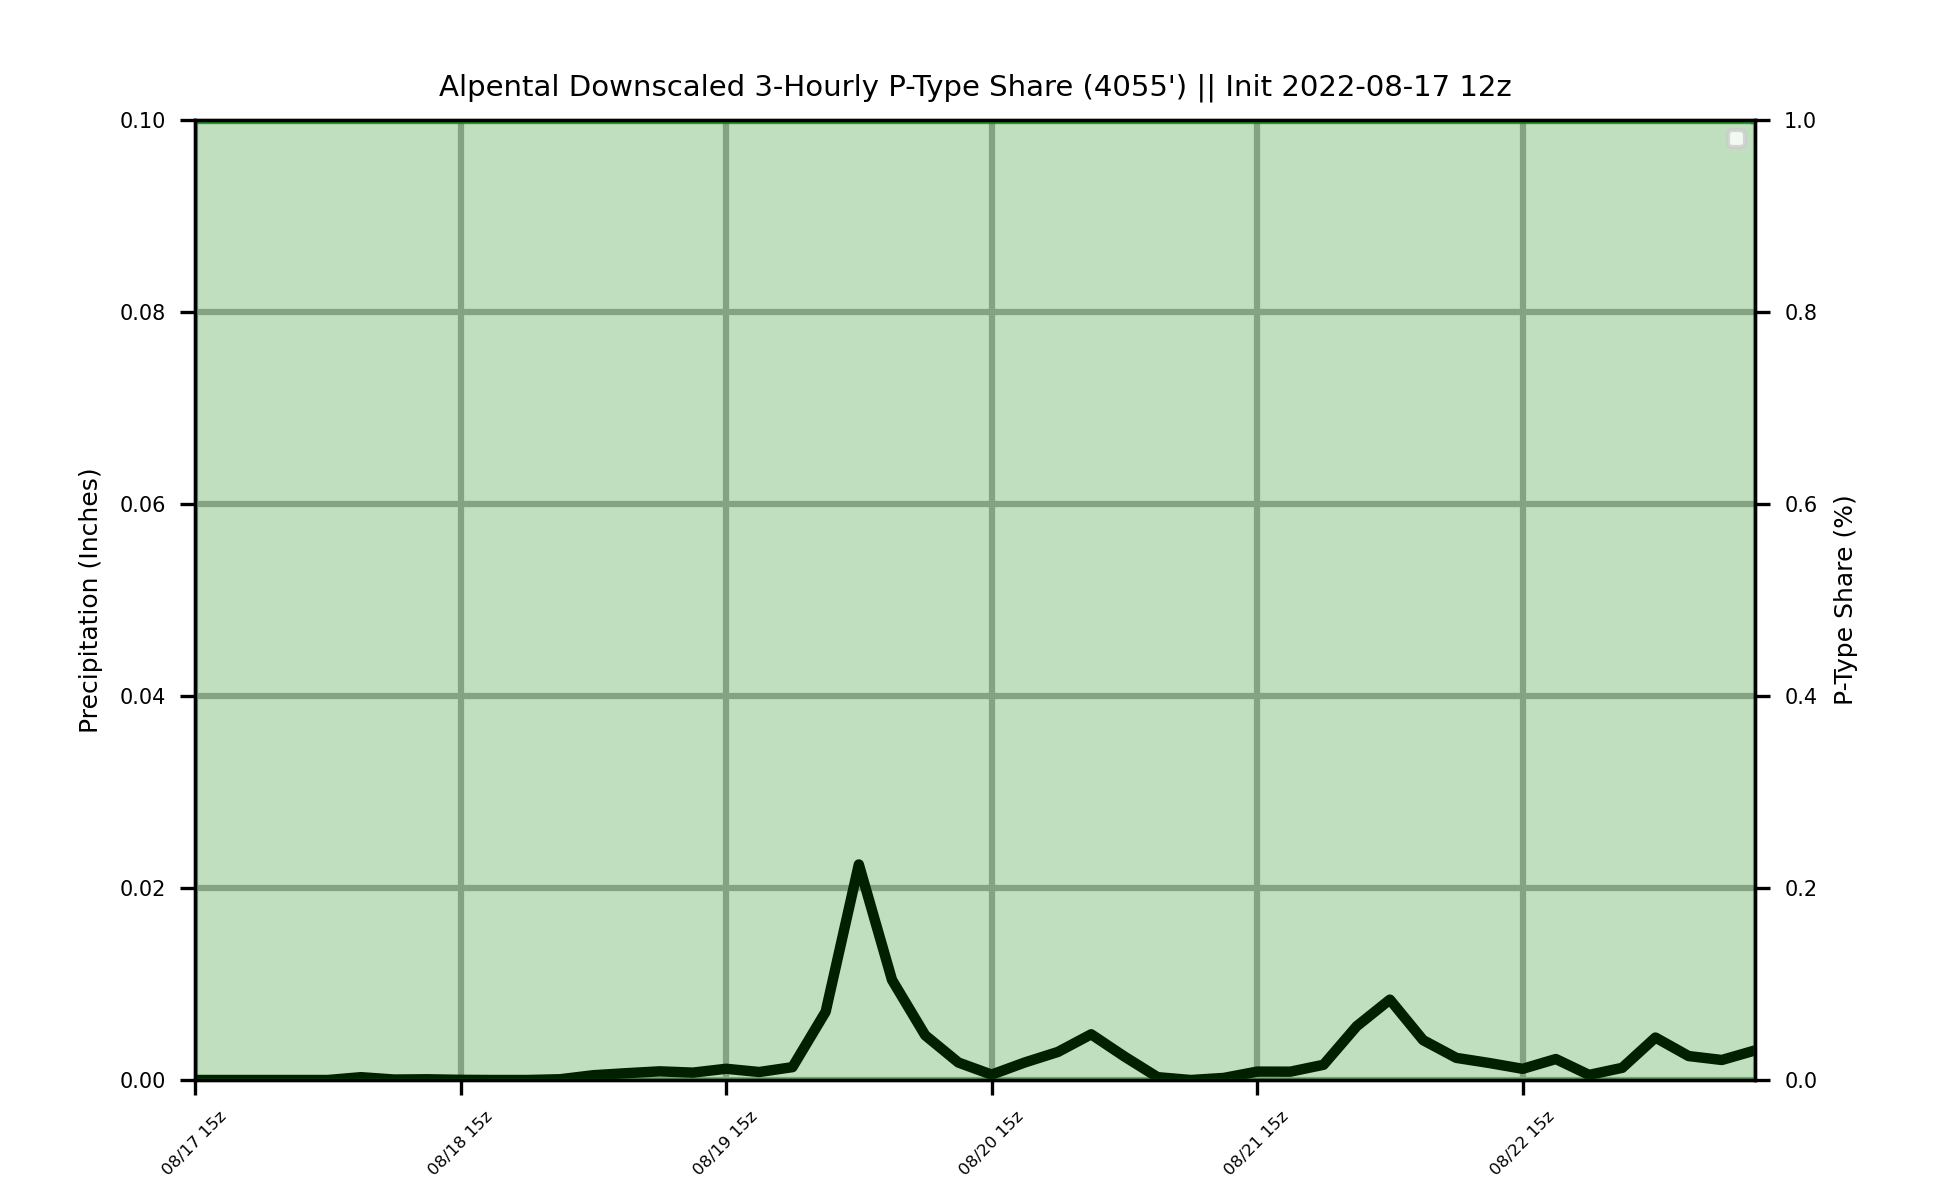 Alpental Downscaled 3-Hourly P-Type Share (4055') || Init 2022-08-17 12z
0.10
0.08
0.06
0.04
0.02
0.00
Precipitation (Inches)
1.0
0.8
0.6
0.4
0.2
0.0
P-Type Share (%)
08/17 15z
08/18 15z
08/19 15z
08/20 15z
08/21 15z
08/22 15z